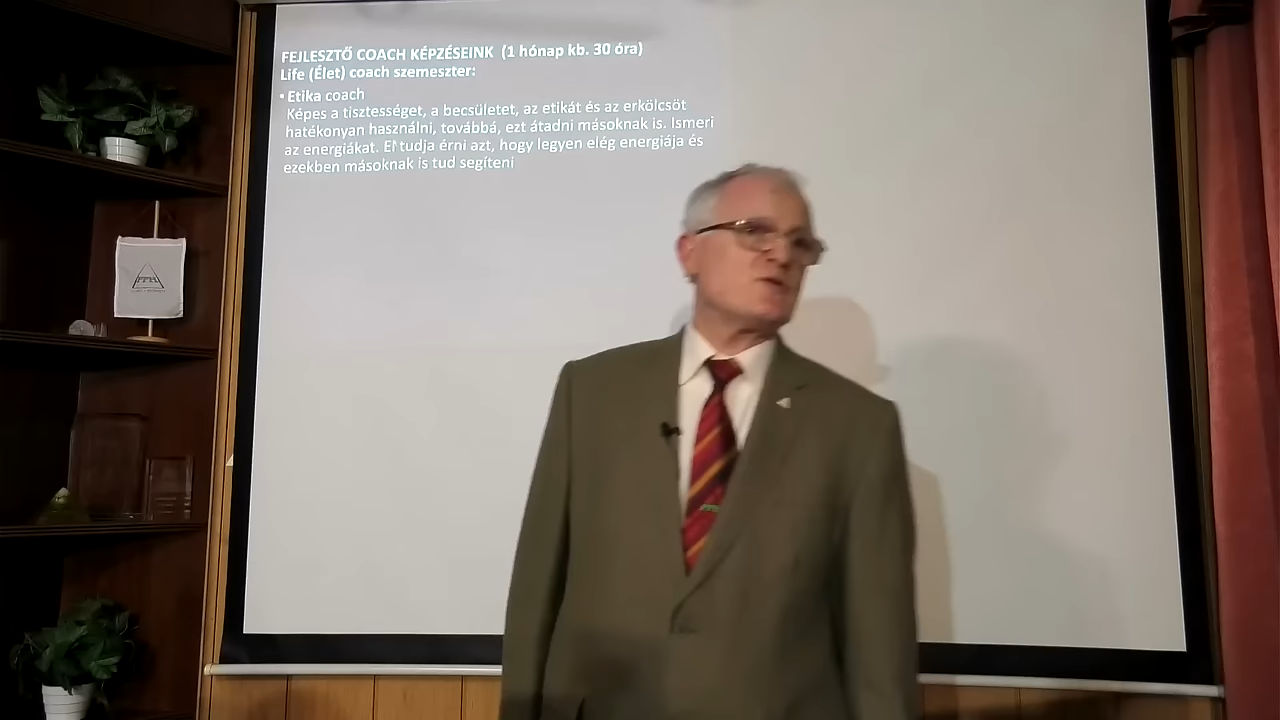 FEJLESZTŐ COACH KÉPZÉSEINK (1 hónap kb. 30 óra)
Life (Élet) coach szemeszter:
• Etika coach
Képes a tisztességet, a becsületet, az etikát és az erkölcsöt
hatékonyan használni, továbbá, ezt átadni másoknak is. Ismeri
az energiákat. El tudja érni azt, hogy legyen elég energiája és
ezekben másoknak is tud segíteni